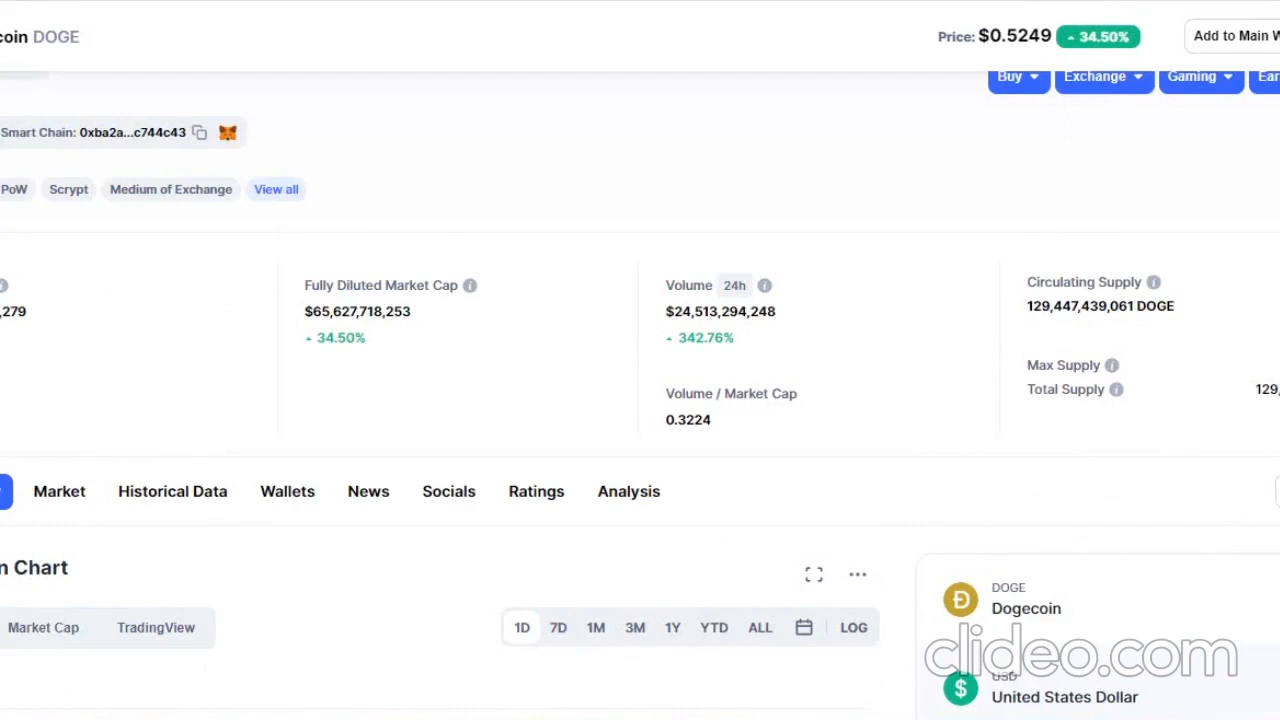 coin DOGE
Price: $0.5249 34.50%
Add to Main W
Buy
Exchange
Gaming
Ear
Smart Chain: 0xba2a...c744c43
PoW
Scrypt
Medium of Exchange
View all
Fully Diluted Market Cap
Volume 24h
Circulating Supply
,279
$65,627,718,253
$24,513,294,248
129,447,439,061 DOGE
34.50%
342.76%
Max Supply
Total Supply
129,
Volume / Market Cap
0.3224
Market
Historical Data
Wallets
News
Socials
Ratings
Analysis
n Chart
Market Cap
TradingView
1D
7D
1M
3M
1Y
YTD
ALL
LOG
DOGE
Dogecoin
clideo.com
USD
United States Dollar